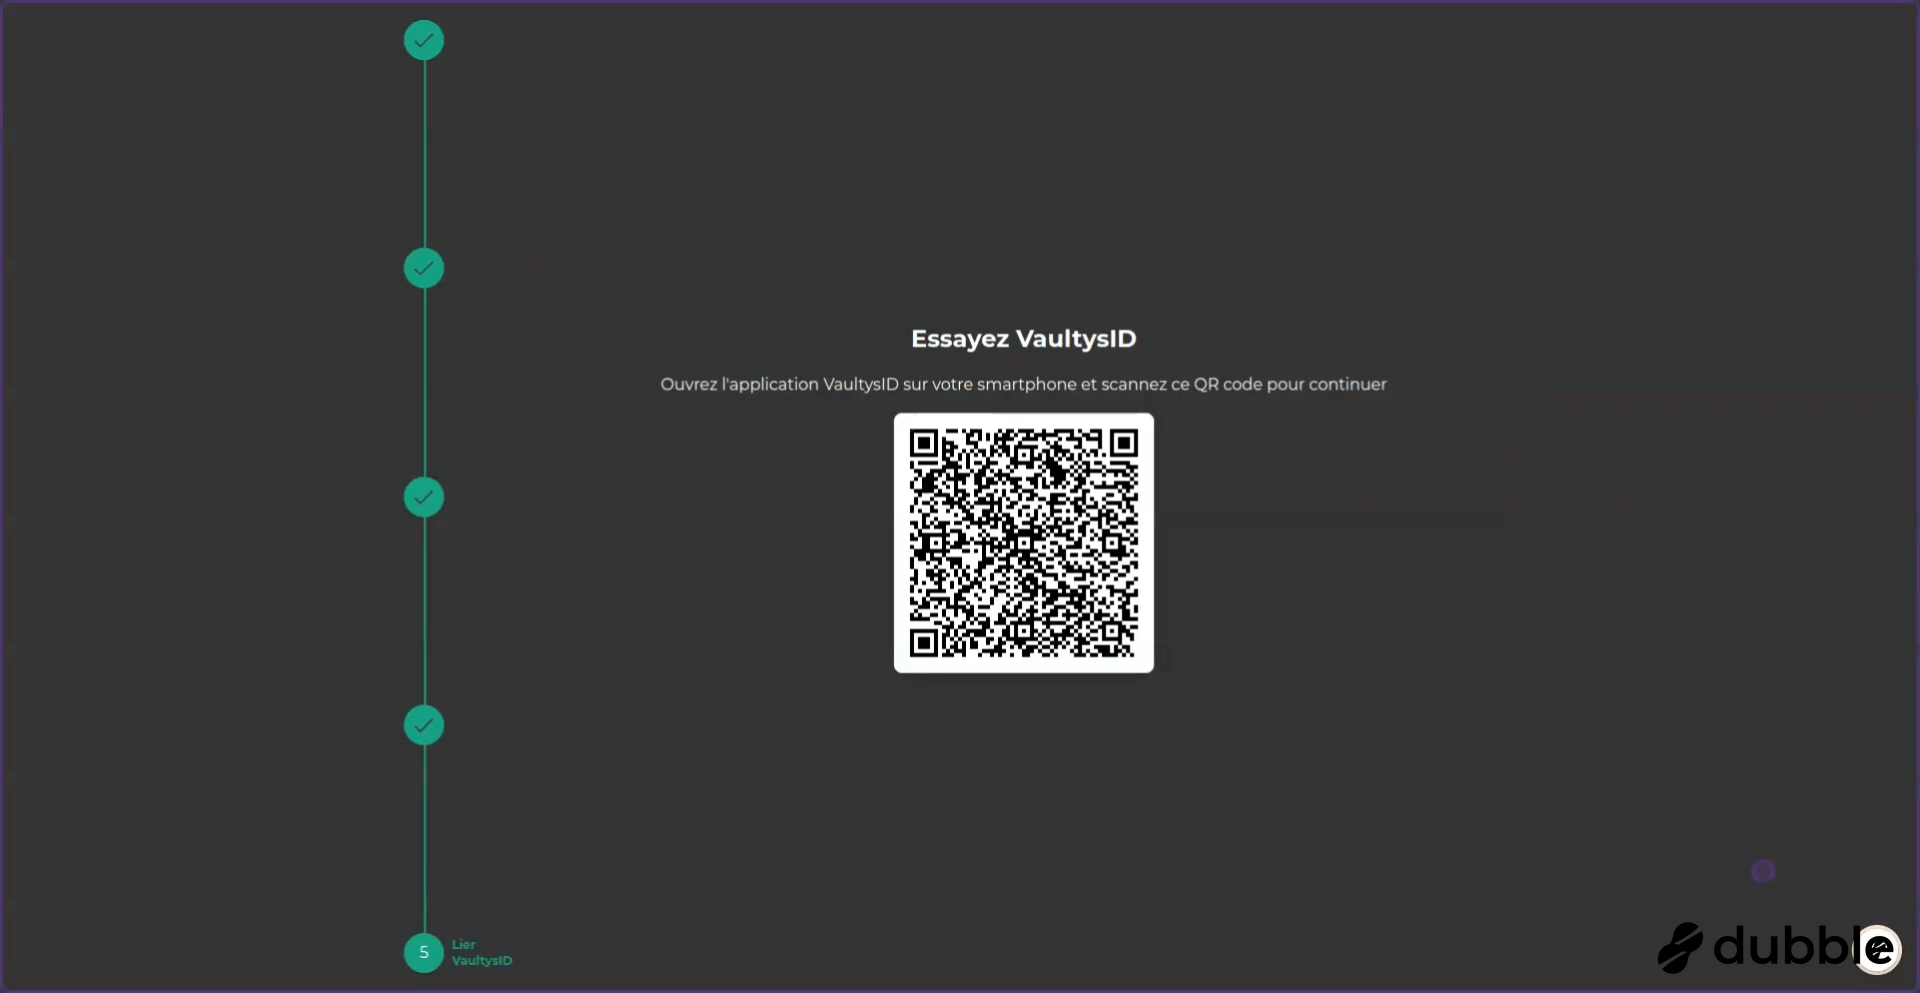 Essayez VaultysID
Ouvrez l'application VaultysID sur votre smartphone et scannez ce QR code pour continuer
5
Lier
VaultysID
dubble